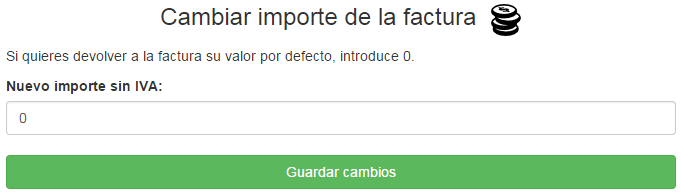 Cambiar importe de la factura
Si quieres devolver a la factura su valor por defecto, introduce 0.
Nuevo importe sin IVA:
0
Guardar cambios